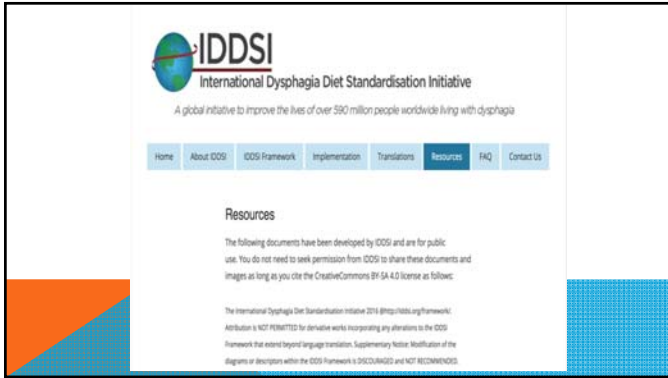 IDDSI
International Dysphagia Diet Standardisation Initiative
A global initiative to improve the lives of over 590 million people worldwide living with dysphagia
Home About IDDSI IDDSI Framework Implementation Translations Resources FAQ Contact Us
Resources
The following documents have been developed by IDDSI and are for public
use. You do not need to seek permission from IDDSI to share these documents and
images as long as you cite the CreativeCommons BY-SA 4.0 license as follows:
The International Dysphagia Diet Standardisation Initiative 2016 @http://iddsi.org/framework/.
Attribution is NOT PERMITTED for derivative works incorporating any alterations to the IDDSI
Framework that extend beyond language translation. Supplementary Notice: Modification of the
diagrams or descriptors within the IDDSI Framework is DISCOURAGED and NOT RECOMMENDED.